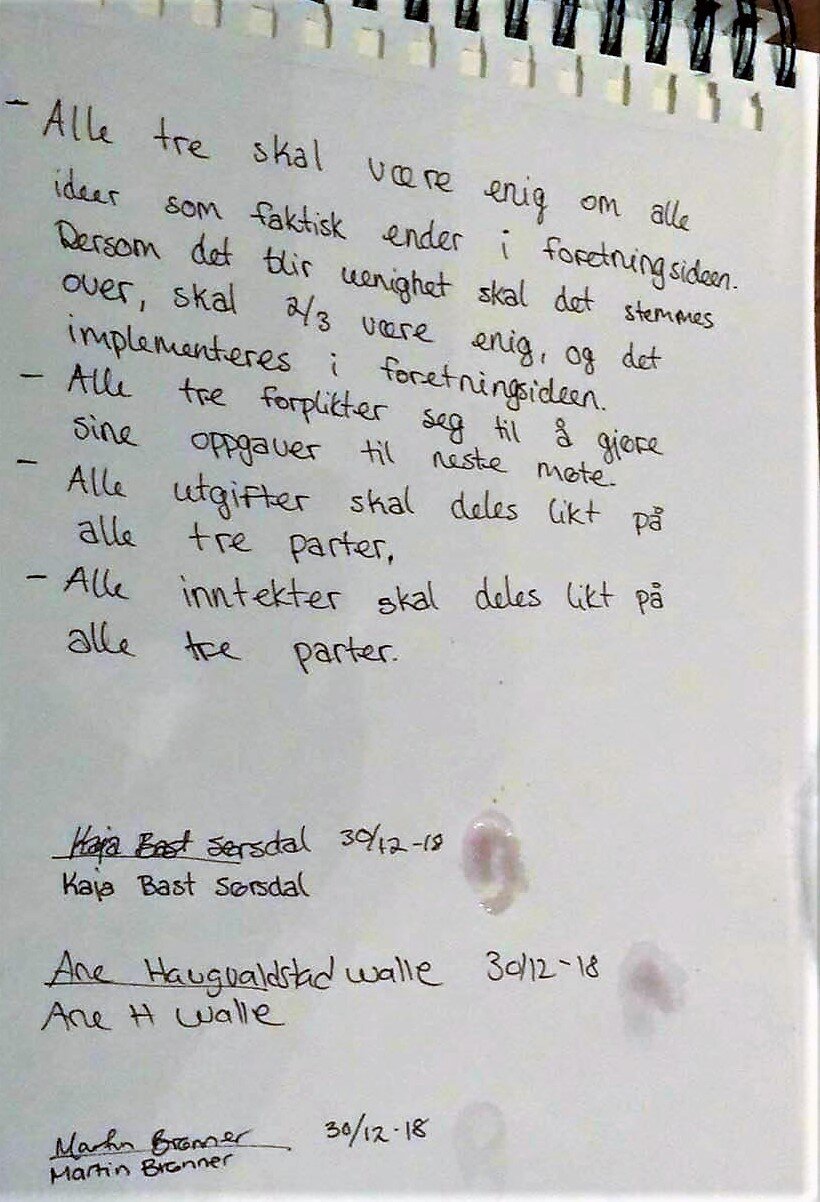 - Alle tre skal være enig om alle
ideer som faktisk ender i foretningsideen.
Dersom det blir uenighet skal det stemmes
over, skal 2/3 være enig, og det
implementeres i foretningsideen.
- Alle tre forplikter seg til å gjøre
sine oppgaver til neste møte.
- Alle utgifter skal deles likt på
alle tre parter.
- Alle inntekter skal deles likt på
alle tre parter.
Kaja Bast Sørsdal 30/12-18
Kaja Bast Sørsdal
Ane Haugvaldstad Walle 30/12-18
Ane H Walle
Martin Brønner 30/12-18
Martin Brønner